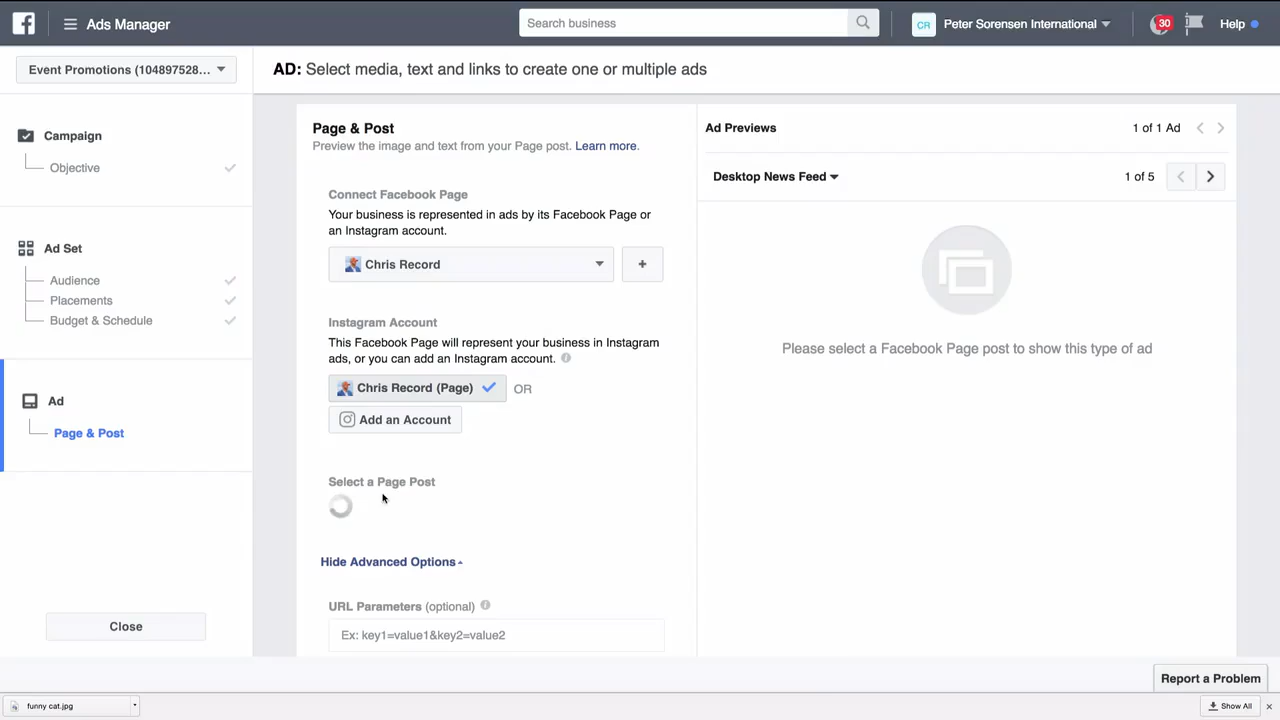 Ads Manager
Search business
CR
Peter Sorensen International
30
Help
Event Promotions (104897528...
AD: Select media, text and links to create one or multiple ads
Campaign
Objective
Ad Set
Audience
Placements
Budget & Schedule
Ad
Page & Post
Close
Page & Post
Preview the image and text from your Page post. Learn more.
Connect Facebook Page
Your business is represented in ads by its Facebook Page or
an Instagram account.
Chris Record
+
Instagram Account
This Facebook Page will represent your business in Instagram
ads, or you can add an Instagram account.
Chris Record (Page)
OR
Add an Account
Select a Page Post
Hide Advanced Options
URL Parameters (optional)
Ex: key1=value1&key2=value2
Ad Previews
1 of 1 Ad
Desktop News Feed
1 of 5
Please select a Facebook Page post to show this type of ad
Report a Problem
funny cat.jpg
Show All